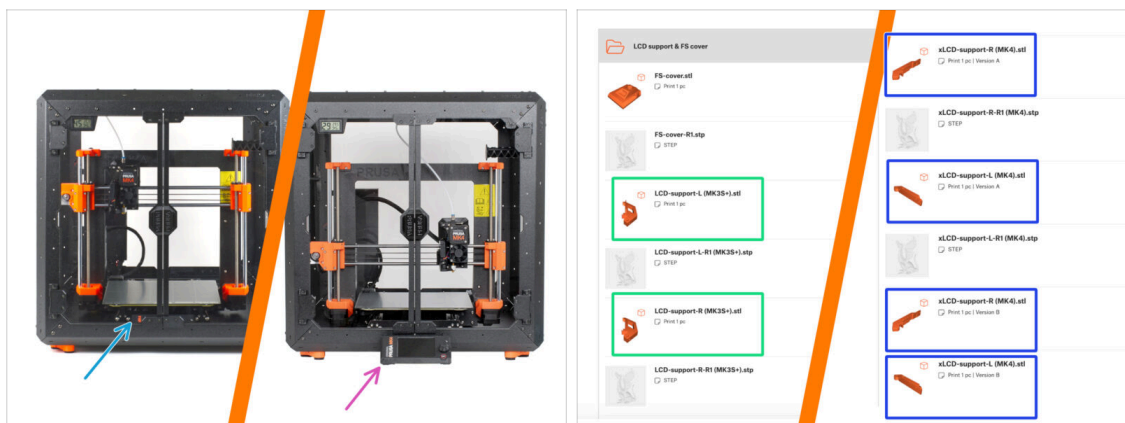 PRUSA
LCD support & FS cover
FS-cover.stl
Print 1 pc
FS-cover-R1.stp
STEP
LCD-support-L (MK3S+).stl
Print 1 pc
LCD-support-L-R1 (MK3S+).stp
STEP
LCD-support-R (MK3S+).stl
Print 1 pc
LCD-support-R-R1 (MK3S+).stp
STEP
xLCD-support-R (MK4).stl
Print 1 pc | Version A
xLCD-support-R-R1 (MK4).stp
STEP
xLCD-support-L (MK4).stl
Print 1 pc | Version A
xLCD-support-L-R1 (MK4).stp
STEP
xLCD-support-R (MK4).stl
Print 1 pc | Version B
xLCD-support-L (MK4).stl
Print 1 pc | Version B